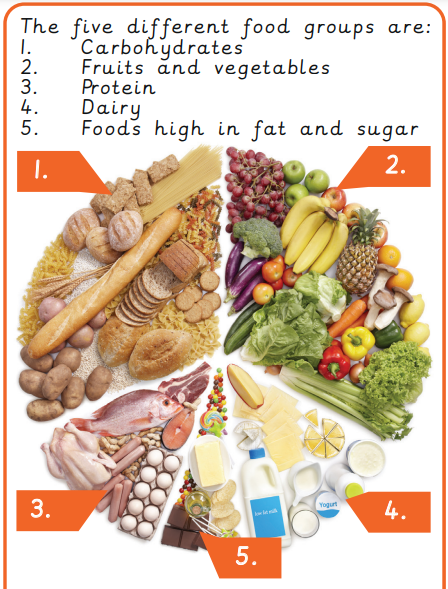 The five different food groups are:
1. Carbohydrates
2. Fruits and vegetables
3. Protein
4. Dairy
5. Foods high in fat and sugar
1.
2.
3.
4.
5.
low fat milk
Yogurt